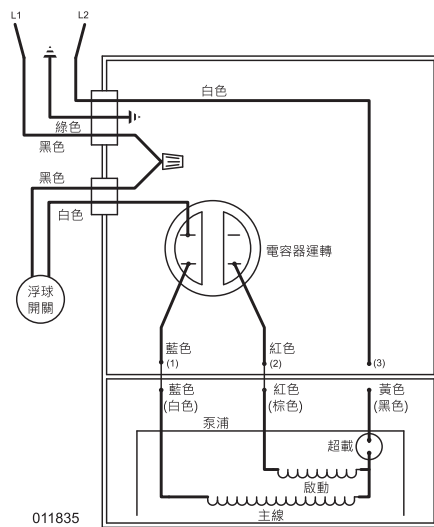 L1
L2
白色
綠色
黑色
黑色
白色
浮球
開關
電容器運轉
藍色
(1)
紅色
(2)
(3)
藍色
(白色)
紅色
(棕色)
黃色
(黑色)
泵浦
超載
啟動
主線
011835